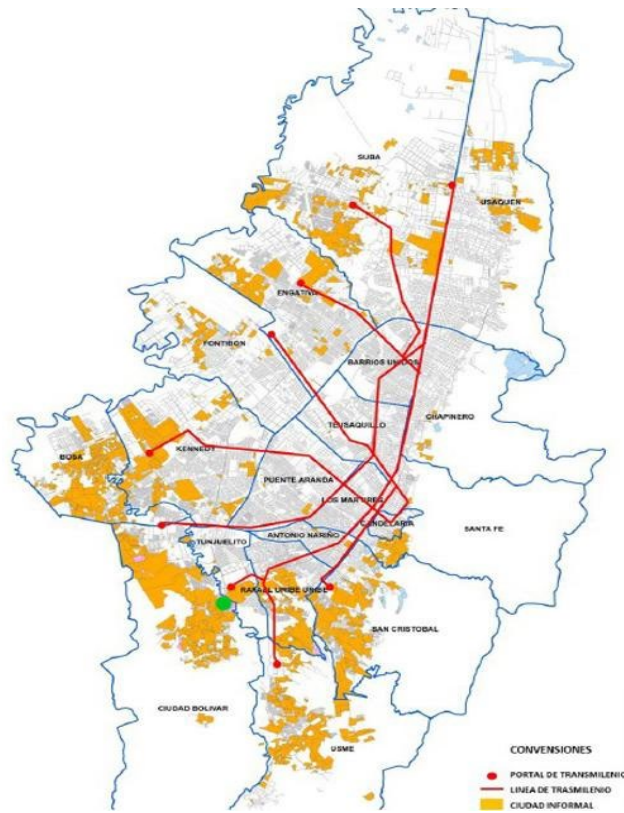 SUBA
USAQUEN
ENGATIVA
FONTIBON
BARRIOS UNIDOS
CHAPINERO
TEUSAQUILLO
KENNEDY
BOSA
PUENTE ARANDA
LOS MARTIRES
CANDELARIA
SANTA FE
ANTONIO NARIÑO
TUNJUELITO
RAFAEL URIBE URIBE
SAN CRISTOBAL
CIUDAD BOLIVAR
USME
CONVENSIONES
PORTAL DE TRANSMILENIO
LINEA DE TRASMILENIO
CIUDAD INFORMAL